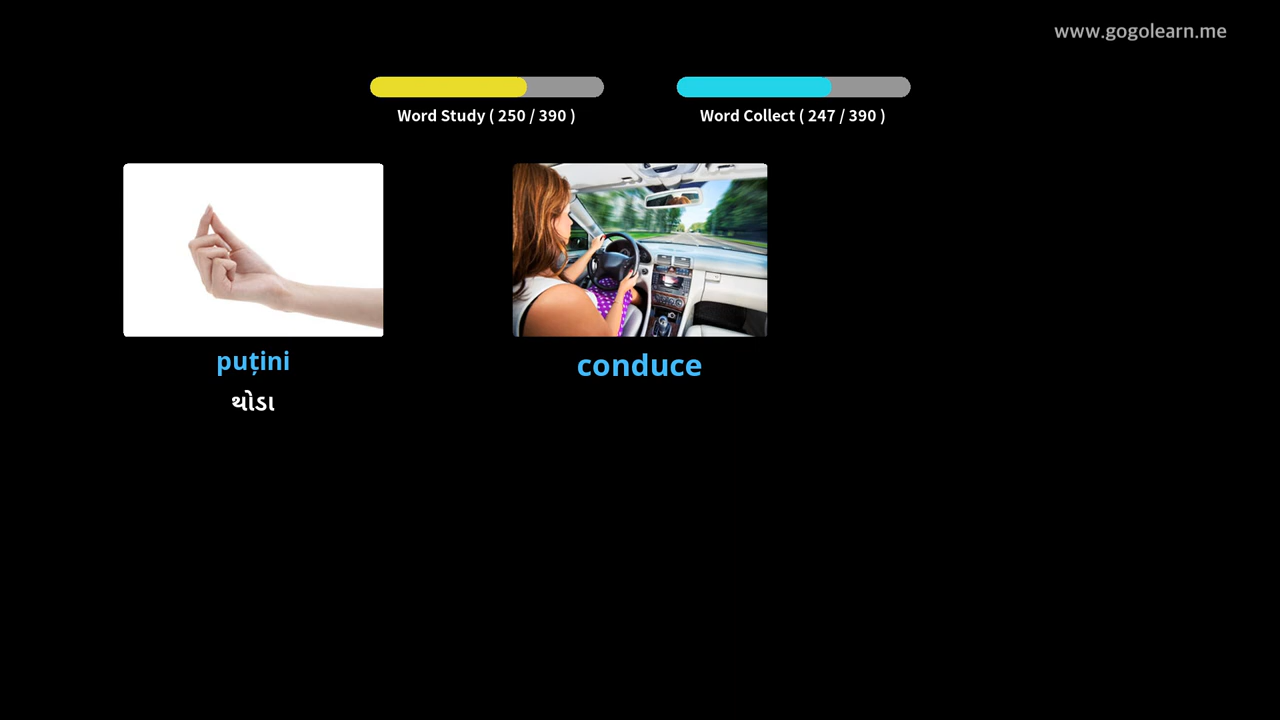 www.gogolearn.me
Word Study ( 250 / 390 )
Word Collect ( 247 / 390 )
puțini
થોડા
conduce